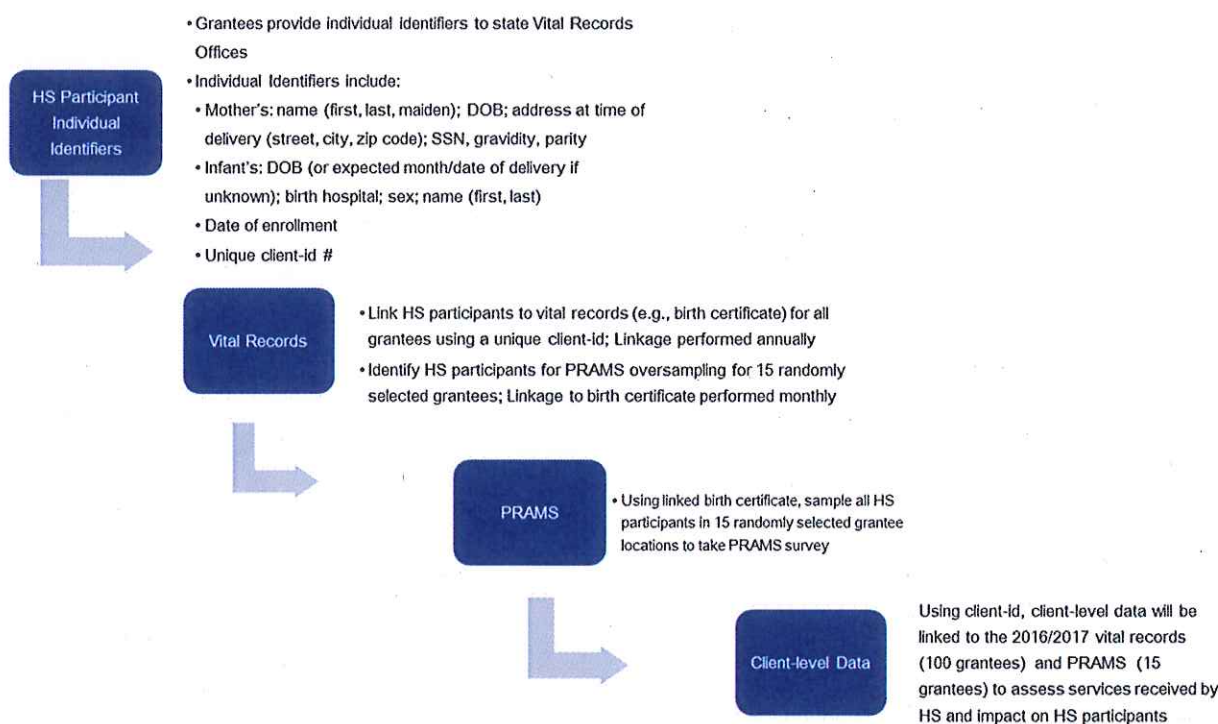 • Grantees provide individual identifiers to state Vital Records
Offices
• Individual Identifiers include:
• Mother's: name (first, last, maiden); DOB; address at time of
delivery (street, city, zip code); SSN, gravidity, parity
• Infant's: DOB (or expected month/date of delivery if
unknown); birth hospital; sex; name (first, last)
• Date of enrollment
• Unique client-id #
HS Participant
Individual
Identifiers
Vital Records
• Link HS participants to vital records (e.g., birth certificate) for all
grantees using a unique client-id; Linkage performed annually
• Identify HS participants for PRAMS oversampling for 15 randomly
selected grantees; Linkage to birth certificate performed monthly
PRAMS
• Using linked birth certificate, sample all HS
participants in 15 randomly selected grantee
locations to take PRAMS survey
Client-level Data
Using client-id, client-level data will be
linked to the 2016/2017 vital records
(100 grantees) and PRAMS (15
grantees) to assess services received by
HS and impact on HS participants